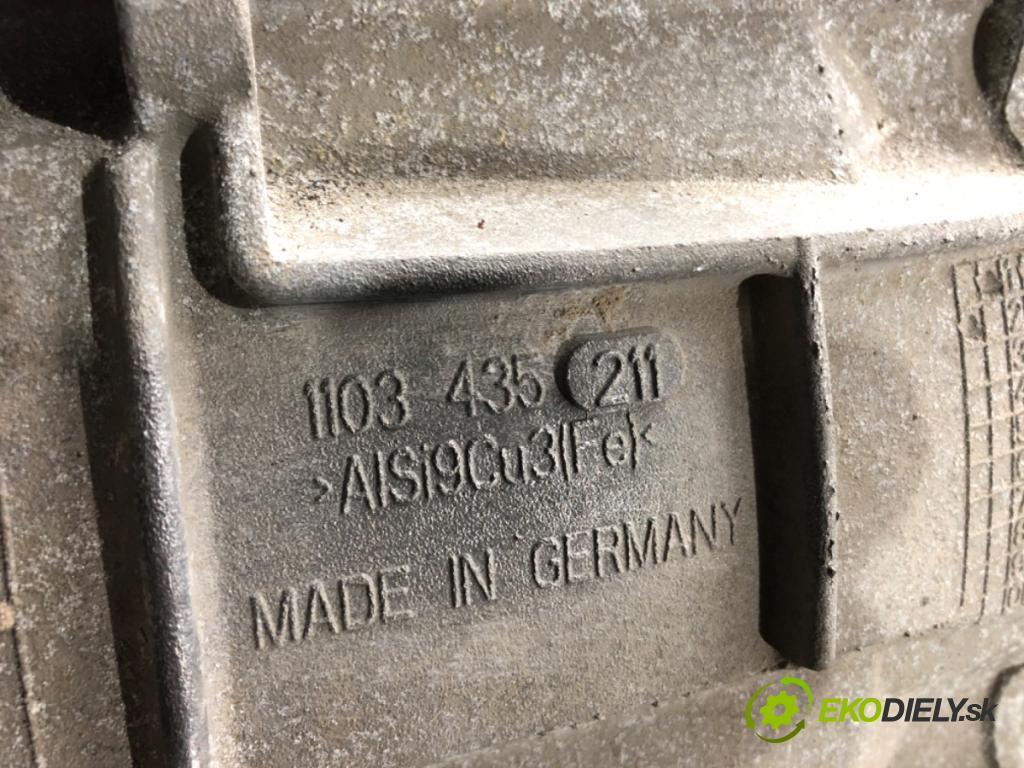 1103 435 211
>AlSi9Cu3(Fe)<
MADE IN GERMANY
EKODIELY.sk